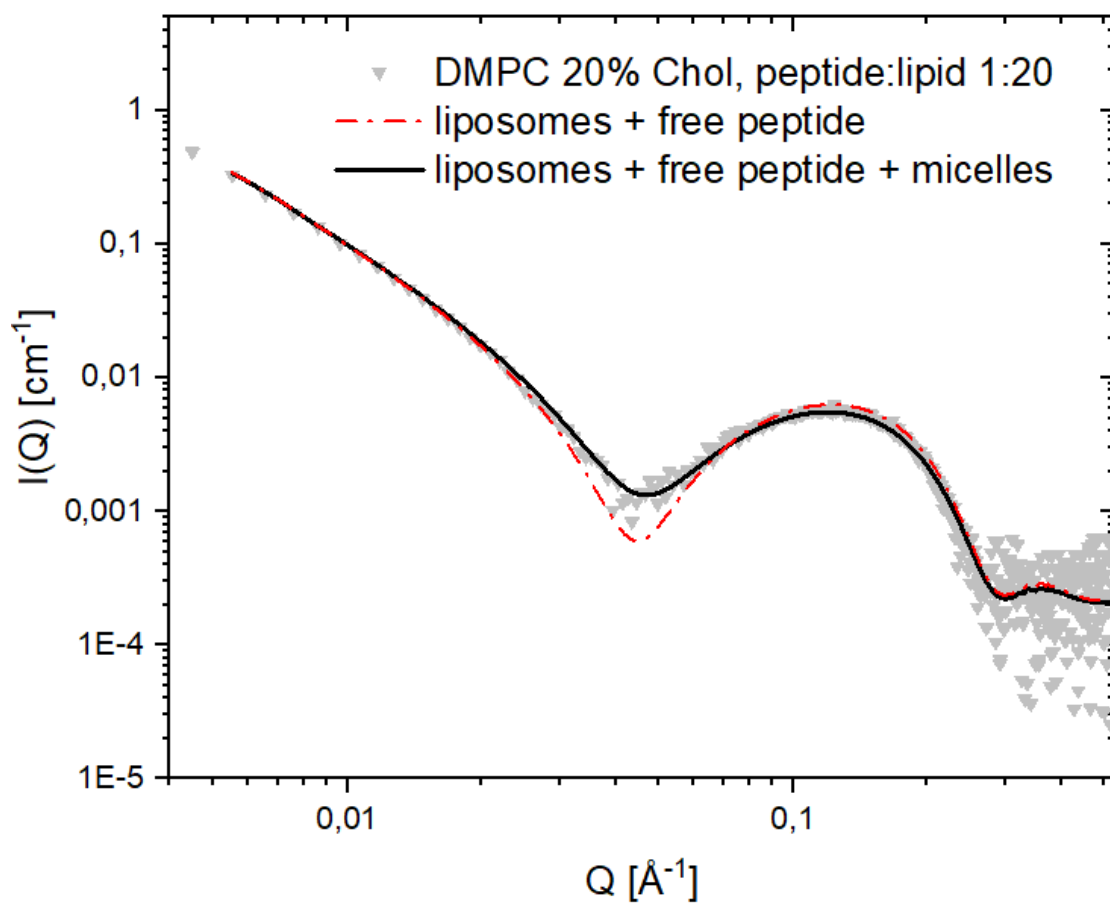 DMPC 20% Chol, peptide:lipid 1:20
liposomes + free peptide
liposomes + free peptide + micelles
1
0,1
0,01
0,001
1E-4
1E-5
I(Q) [cm⁻¹]
0,01
0,1
Q [Å⁻¹]